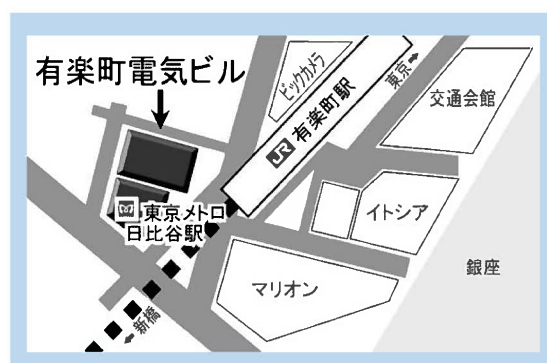 有楽町電気ビル
ビックカメラ
JR 有楽町駅
東京
交通会館
東京メトロ
日比谷駅
イトシア
マリオン
銀座
新橋